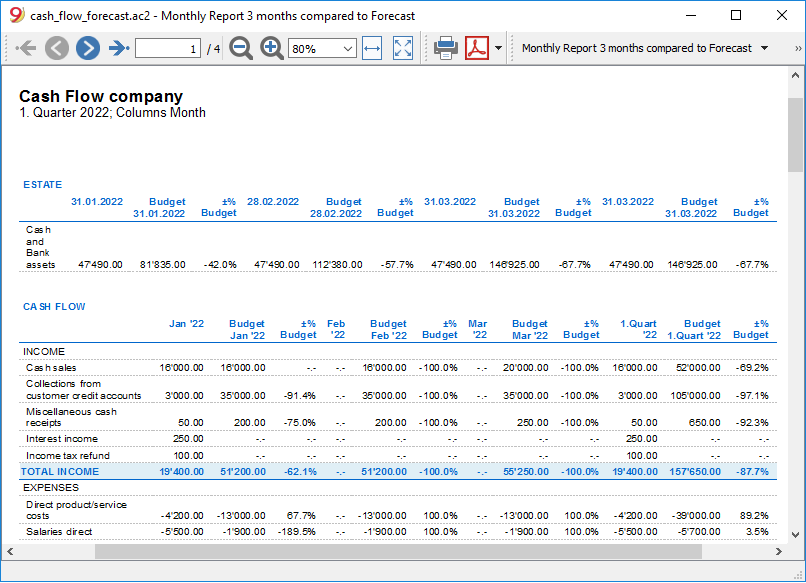 cash_flow_forecast.ac2 - Monthly Report 3 months compared to Forecast
1 / 4 80% Monthly Report 3 months compared to Forecast »
Cash Flow company
1. Quarter 2022; Columns Month
ESTATE
31.01.2022 Budget ±% 28.02.2022 Budget ±% 31.03.2022 Budget ±% 31.03.2022 Budget ±%
31.01.2022 Budget 28.02.2022 Budget 31.03.2022 Budget 31.03.2022 Budget
Cash
and
Bank
assets 47'490.00 81'835.00 -42.0% 47'490.00 112'380.00 -57.7% 47'490.00 146'925.00 -67.7% 47'490.00 146'925.00 -67.7%
CASH FLOW
Jan '22 Budget ±% Feb Budget ±% Mar Budget ±% 1.Quart Budget ±%
Jan '22 Budget '22 Feb '22 Budget '22 Mar '22 Budget '22 1.Quart '22 Budget
INCOME
Cash sales 16'000.00 16'000.00 -.- -.- 16'000.00 -100.0% -.- 20'000.00 -100.0% 16'000.00 52'000.00 -69.2%
Collections from
customer credit accounts 3'000.00 35'000.00 -91.4% -.- 35'000.00 -100.0% -.- 35'000.00 -100.0% 3'000.00 105'000.00 -97.1%
Miscellaneous cash
receipts 50.00 200.00 -75.0% -.- 200.00 -100.0% -.- 250.00 -100.0% 50.00 650.00 -92.3%
Interest income 250.00 -.- -.- -.- -.- -.- -.- -.- -.- 250.00 -.- -.-
Income tax refund 100.00 -.- -.- -.- -.- -.- -.- -.- -.- 100.00 -.- -.-
TOTAL INCOME 19'400.00 51'200.00 -62.1% -.- 51'200.00 -100.0% -.- 55'250.00 -100.0% 19'400.00 157'650.00 -87.7%
EXPENSES
Direct product/service
costs -4'200.00 -13'000.00 67.7% -.- -13'000.00 100.0% -.- -13'000.00 100.0% -4'200.00 -39'000.00 89.2%
Salaries direct -5'500.00 -1'900.00 -189.5% -.- -1'900.00 100.0% -.- -1'900.00 100.0% -5'500.00 -5'700.00 3.5%